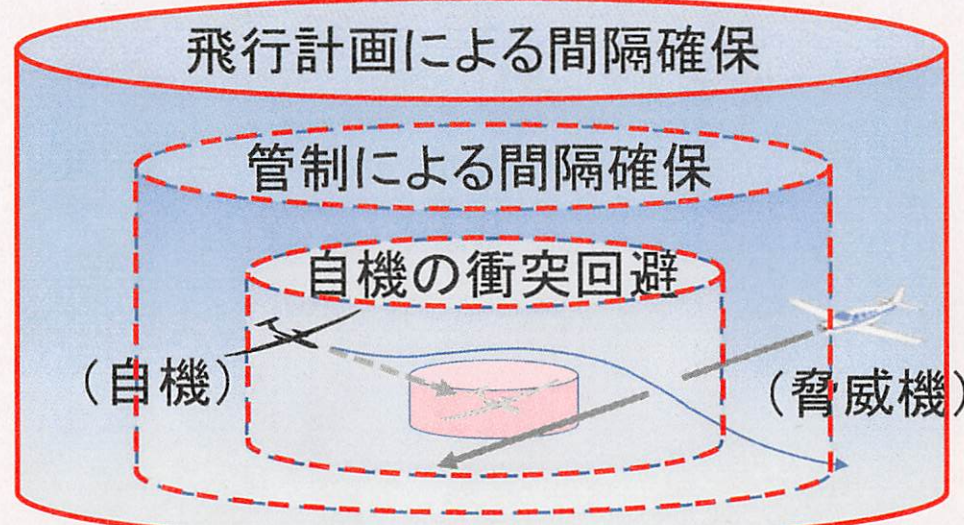 飛行計画による間隔確保
管制による間隔確保
自機の衝突回避
（自機）
（脅威機）